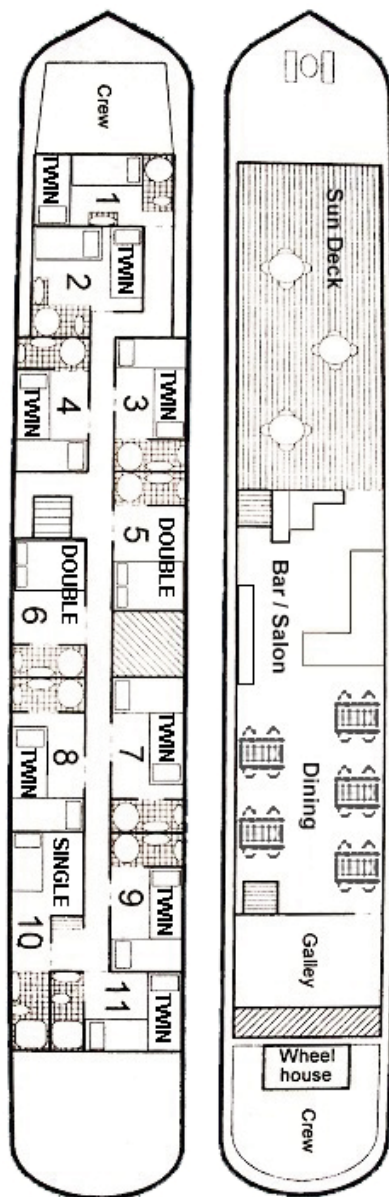 Crew
TWIN
1
2
TWIN
TWIN
4
3
TWIN
5
DOUBLE
DOUBLE
6
8
TWIN
7
TWIN
SINGLE
10
9
TWIN
11
TWIN
Sun Deck
Bar / Salon
Dining
Galley
Wheel
house
Crew